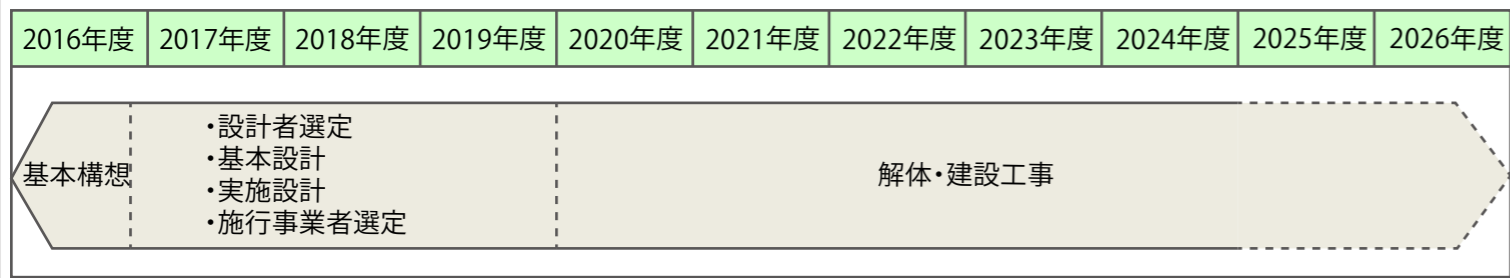 2016年度 2017年度 2018年度 2019年度 2020年度 2021年度 2022年度 2023年度 2024年度 2025年度 2026年度
基本構想
・設計者選定
・基本設計
・実施設計
・施行事業者選定
解体・建設工事